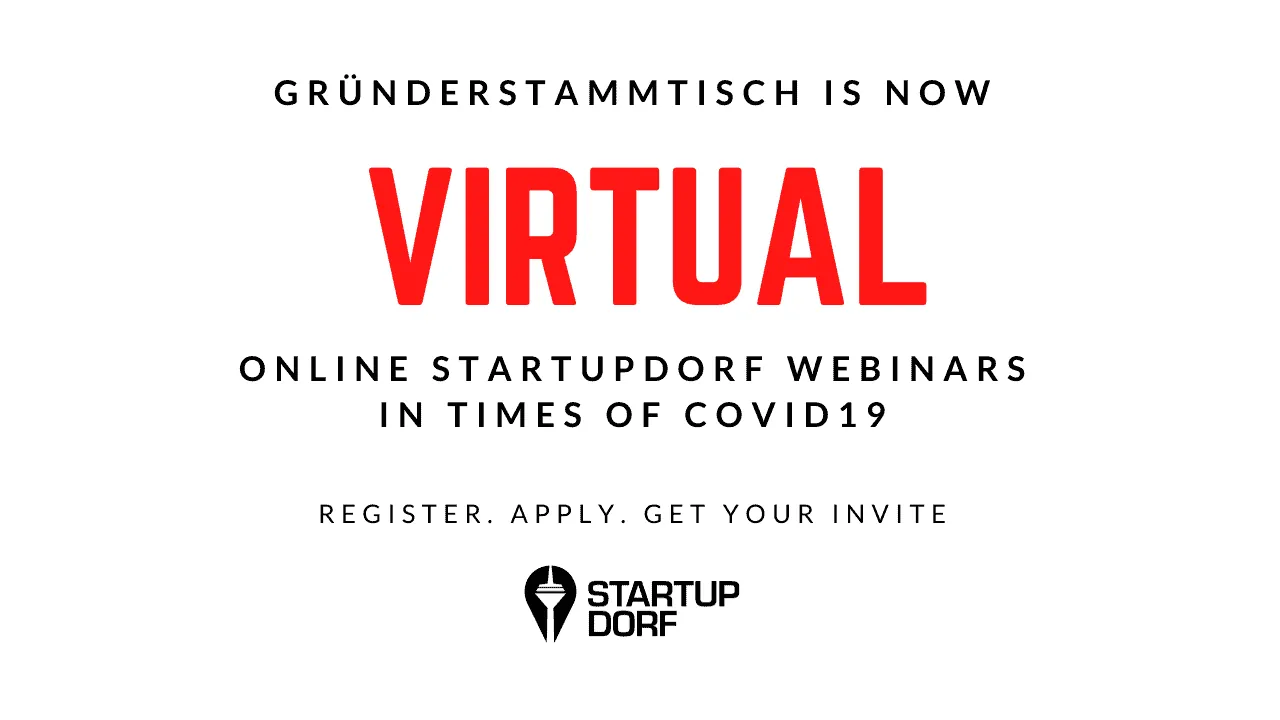 GRÜNDERSTAMMTISCH IS NOW
VIRTUAL
ONLINE STARTUPDORF WEBINARS
IN TIMES OF COVID19
REGISTER. APPLY. GET YOUR INVITE
STARTUP
DORF